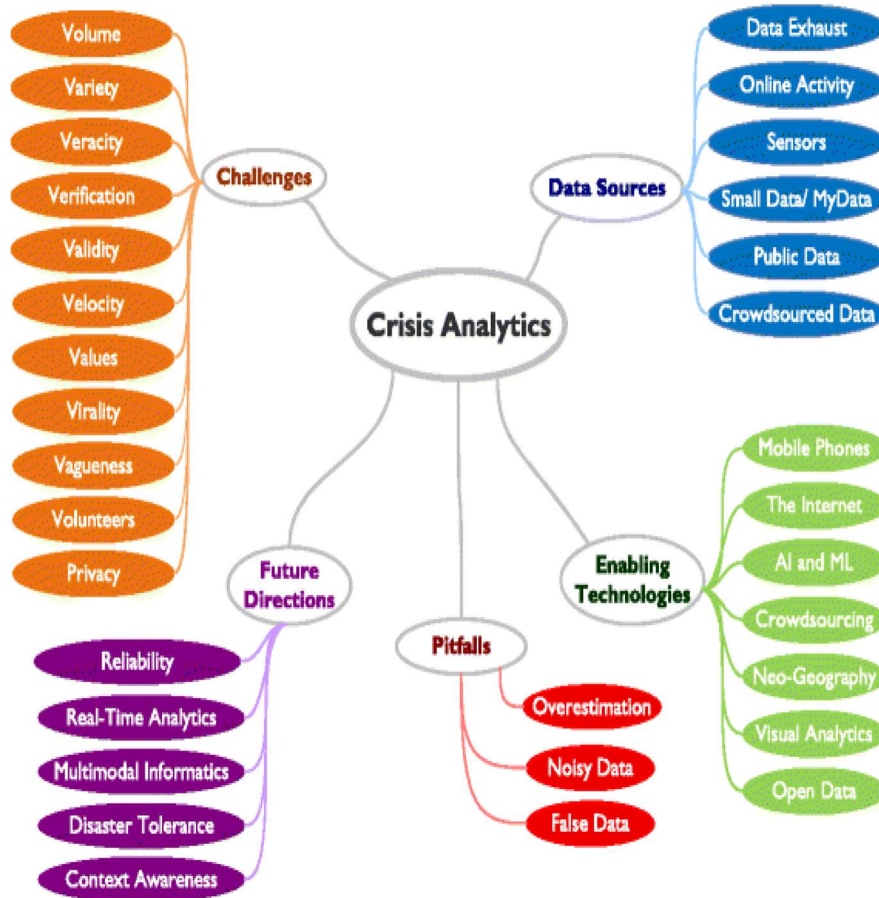 Crisis Analytics
Challenges
Volume
Variety
Veracity
Verification
Validity
Velocity
Values
Virality
Vagueness
Volunteers
Privacy
Data Sources
Data Exhaust
Online Activity
Sensors
Small Data/ MyData
Public Data
Crowdsourced Data
Enabling
Technologies
Mobile Phones
The Internet
AI and ML
Crowdsourcing
Neo-Geography
Visual Analytics
Open Data
Pitfalls
Overestimation
Noisy Data
False Data
Future
Directions
Reliability
Real-Time Analytics
Multimodal Informatics
Disaster Tolerance
Context Awareness